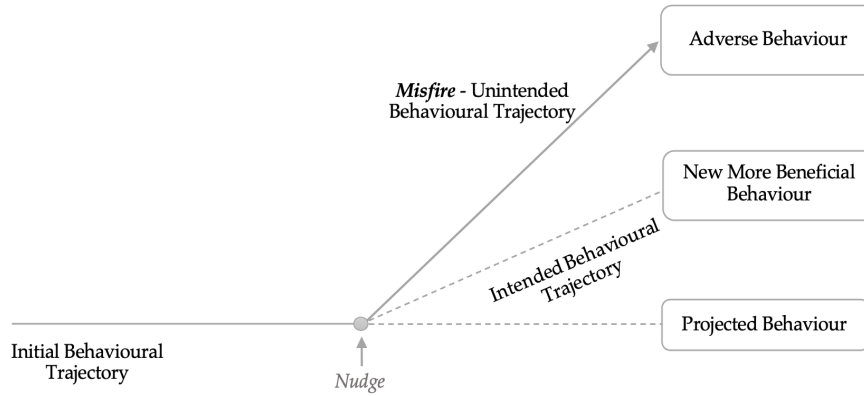 Adverse Behaviour
Misfire - Unintended
Behavioural Trajectory
New More Beneficial
Behaviour
Intended Behavioural
Trajectory
Projected Behaviour
Initial Behavioural
Trajectory
Nudge